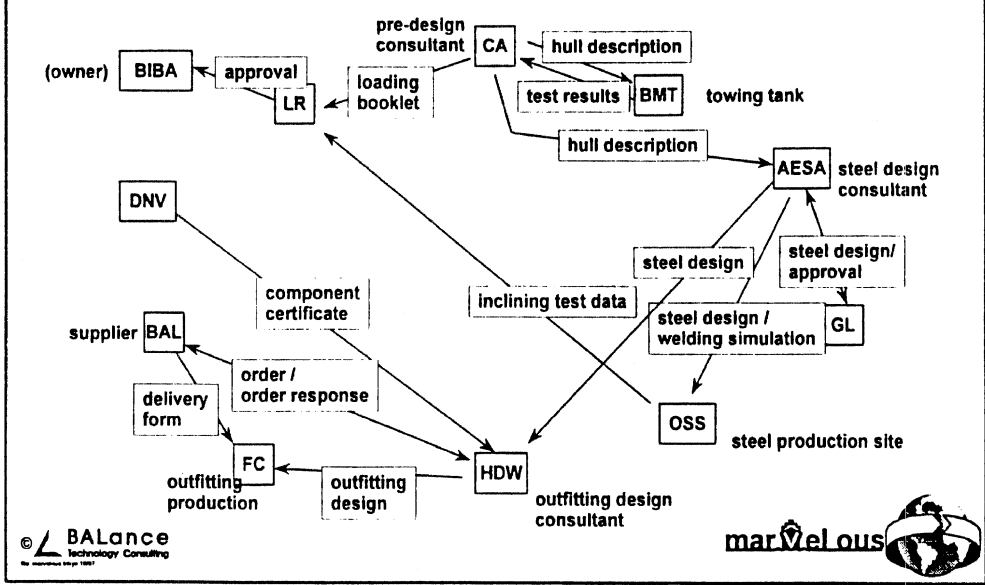 pre-design
consultant
CA
hull description
(owner)
BIBA
approval
LR
loading
booklet
test results
BMT
towing tank
hull description
AESA
steel design
consultant
DNV
steel design
steel design/
approval
component
certificate
inclining test data
steel design /
welding simulation
GL
supplier
BAL
order /
order response
delivery
form
OSS
steel production site
FC
outfitting
production
outfitting
design
HDW
outfitting design
consultant
© BALance
Technology Consulting
marvelous